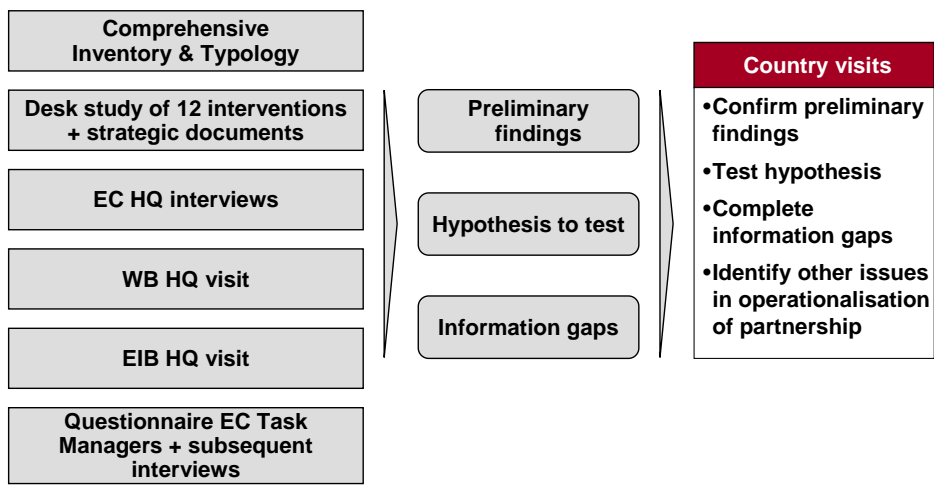 Comprehensive
Inventory & Typology
Desk study of 12 interventions
+ strategic documents
EC HQ interviews
WB HQ visit
EIB HQ visit
Questionnaire EC Task
Managers + subsequent
interviews
Preliminary
findings
Hypothesis to test
Information gaps
Country visits
•Confirm preliminary
findings
•Test hypothesis
•Complete
information gaps
•Identify other issues
in operationalisation
of partnership